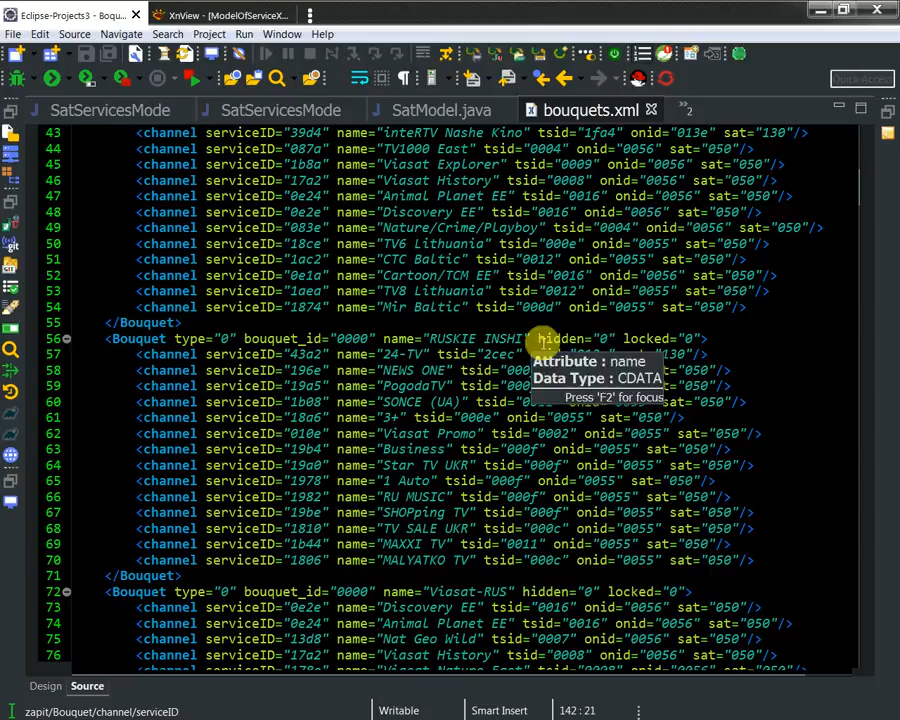 Eclipse-Projects3 - Boqu... XnView - [ModelOfServiceX...
File Edit Source Navigate Search Project Run Window Help
Quick Access
SatServicesMode SatServicesMode SatModel.java bouquets.xml »2
43 <channel serviceID="39d4" name="inteRTV Nashe Kino" tsid="1fa4" onid="013e" sat="130"/>
44 <channel serviceID="087a" name="TV1000 East" tsid="0004" onid="0056" sat="050"/>
45 <channel serviceID="1b8a" name="Viasat Explorer" tsid="0009" onid="0056" sat="050"/>
46 <channel serviceID="17a2" name="Viasat History" tsid="0008" onid="0056" sat="050"/>
47 <channel serviceID="0e24" name="Animal Planet EE" tsid="0016" onid="0056" sat="050"/>
48 <channel serviceID="0e2e" name="Discovery EE" tsid="0016" onid="0056" sat="050"/>
49 <channel serviceID="083e" name="Nature/Crime/Playboy" tsid="0004" onid="0056" sat="050"/>
50 <channel serviceID="18ce" name="TV6 Lithuania" tsid="000e" onid="0055" sat="050"/>
51 <channel serviceID="1ac2" name="CTC Baltic" tsid="0012" onid="0055" sat="050"/>
52 <channel serviceID="0e1a" name="Cartoon/TCM EE" tsid="0016" onid="0056" sat="050"/>
53 <channel serviceID="1aea" name="TV8 Lithuania" tsid="0012" onid="0055" sat="050"/>
54 <channel serviceID="1874" name="Mir Baltic" tsid="000d" onid="0055" sat="050"/>
55 </Bouquet>
56 <Bouquet type="0" bouquet_id="0000" name="RUSKIE INSHI" hidden="0" locked="0">
57 <channel serviceID="43a2" name="24-TV" tsid="2cec" 130"/>
58 <channel serviceID="196e" name="NEWS ONE" tsid="000
59 <channel serviceID="19a5" name="PogodaTV" tsid="000
60 <channel serviceID="1b08" name="SONCE (UA)" tsid="0011" onid="0055" sat="050"/>
61 <channel serviceID="18a6" name="3+" tsid="000e" onid="0055" sat="050"/>
62 <channel serviceID="010e" name="Viasat Promo" tsid="0002" onid="0055" sat="050"/>
63 <channel serviceID="19b4" name="Business" tsid="000f" onid="0055" sat="050"/>
64 <channel serviceID="19a0" name="Star TV UKR" tsid="000f" onid="0055" sat="050"/>
65 <channel serviceID="1978" name="1 Auto" tsid="000f" onid="0055" sat="050"/>
66 <channel serviceID="1982" name="RU MUSIC" tsid="000f" onid="0055" sat="050"/>
67 <channel serviceID="19be" name="SHOPping TV" tsid="000f" onid="0055" sat="050"/>
68 <channel serviceID="1810" name="TV SALE UKR" tsid="000c" onid="0055" sat="050"/>
69 <channel serviceID="1b44" name="MAXXI TV" tsid="0011" onid="0055" sat="050"/>
70 <channel serviceID="1806" name="MALYATKO TV" tsid="000c" onid="0055" sat="050"/>
71 </Bouquet>
72 <Bouquet type="0" bouquet_id="0000" name="Viasat-RUS" hidden="0" locked="0">
73 <channel serviceID="0e2e" name="Discovery EE" tsid="0016" onid="0056" sat="050"/>
74 <channel serviceID="0e24" name="Animal Planet EE" tsid="0016" onid="0056" sat="050"/>
75 <channel serviceID="13d8" name="Nat Geo Wild" tsid="0007" onid="0056" sat="050"/>
76 <channel serviceID="17a2" name="Viasat History" tsid="0008" onid="0056" sat="050"/>
Attribute : name
Data Type : CDATA
Press 'F2' for focus
Design Source
zapit/Bouquet/channel/serviceID Writable Smart Insert 142 : 21